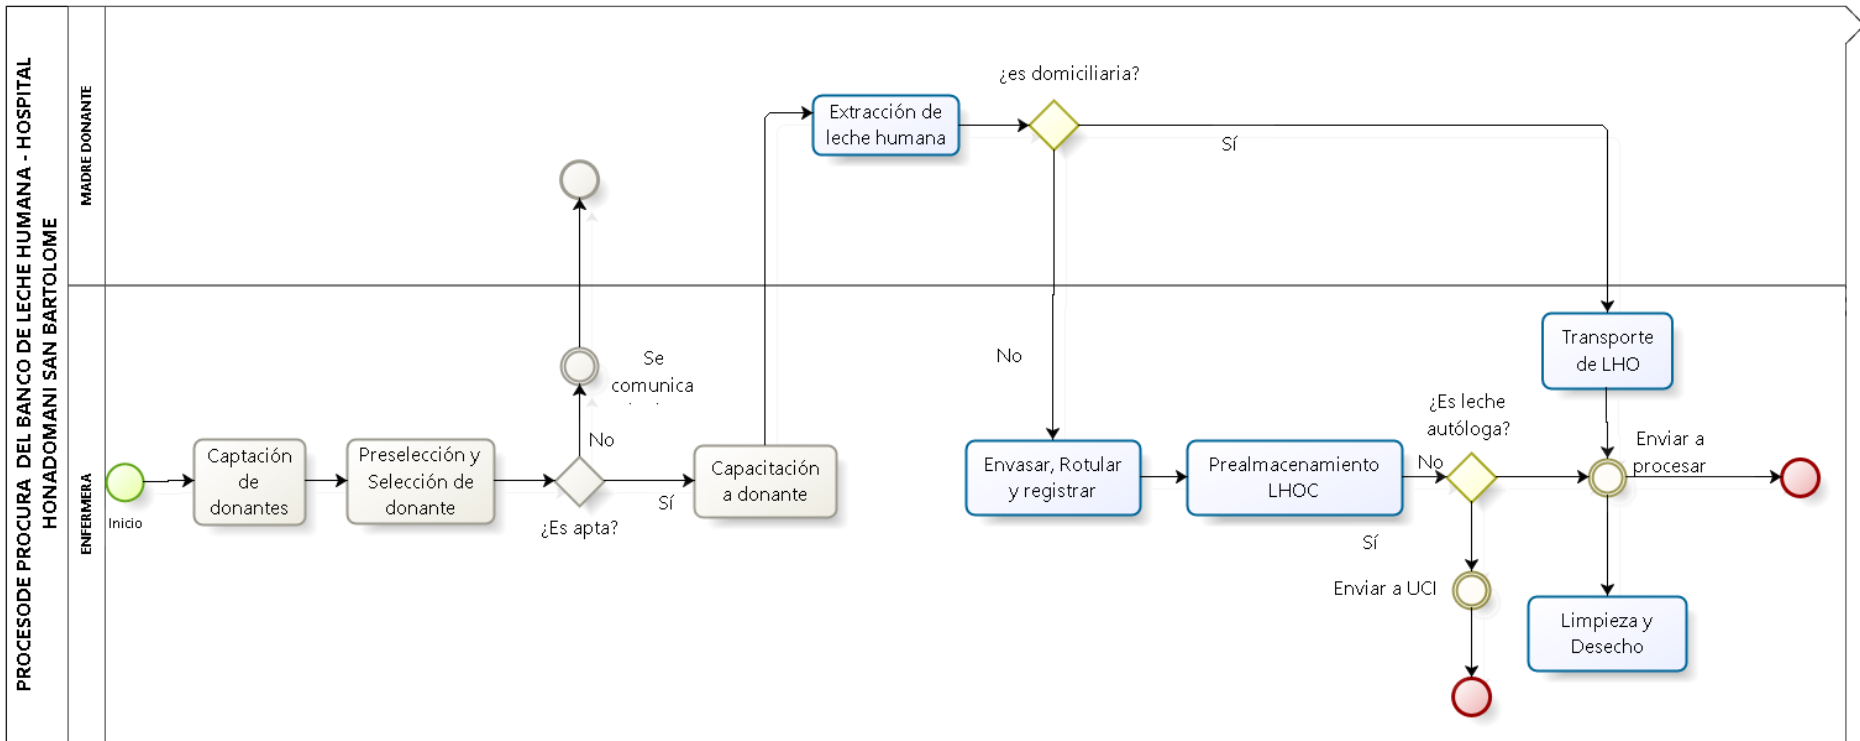 PROCESODE PROCURA DEL BANCO DE LECHE HUMANA - HOSPITAL
HONADOMANI SAN BARTOLOME
MADRE DONANTE
¿es domiciliaria?
Extracción de
leche humana
Sí
ENFERMERA
Inicio
Captación
de
donantes
Preselección y
Selección de
donante
¿Es apta?
No
Se
comunica
Sí
Capacitación
a donante
No
Envasar, Rotular
y registrar
Prealmacenamiento
LHOC
¿Es leche
autóloga?
No
Sí
Enviar a UCI
Transporte
de LHO
Enviar a
procesar
Limpieza y
Desecho